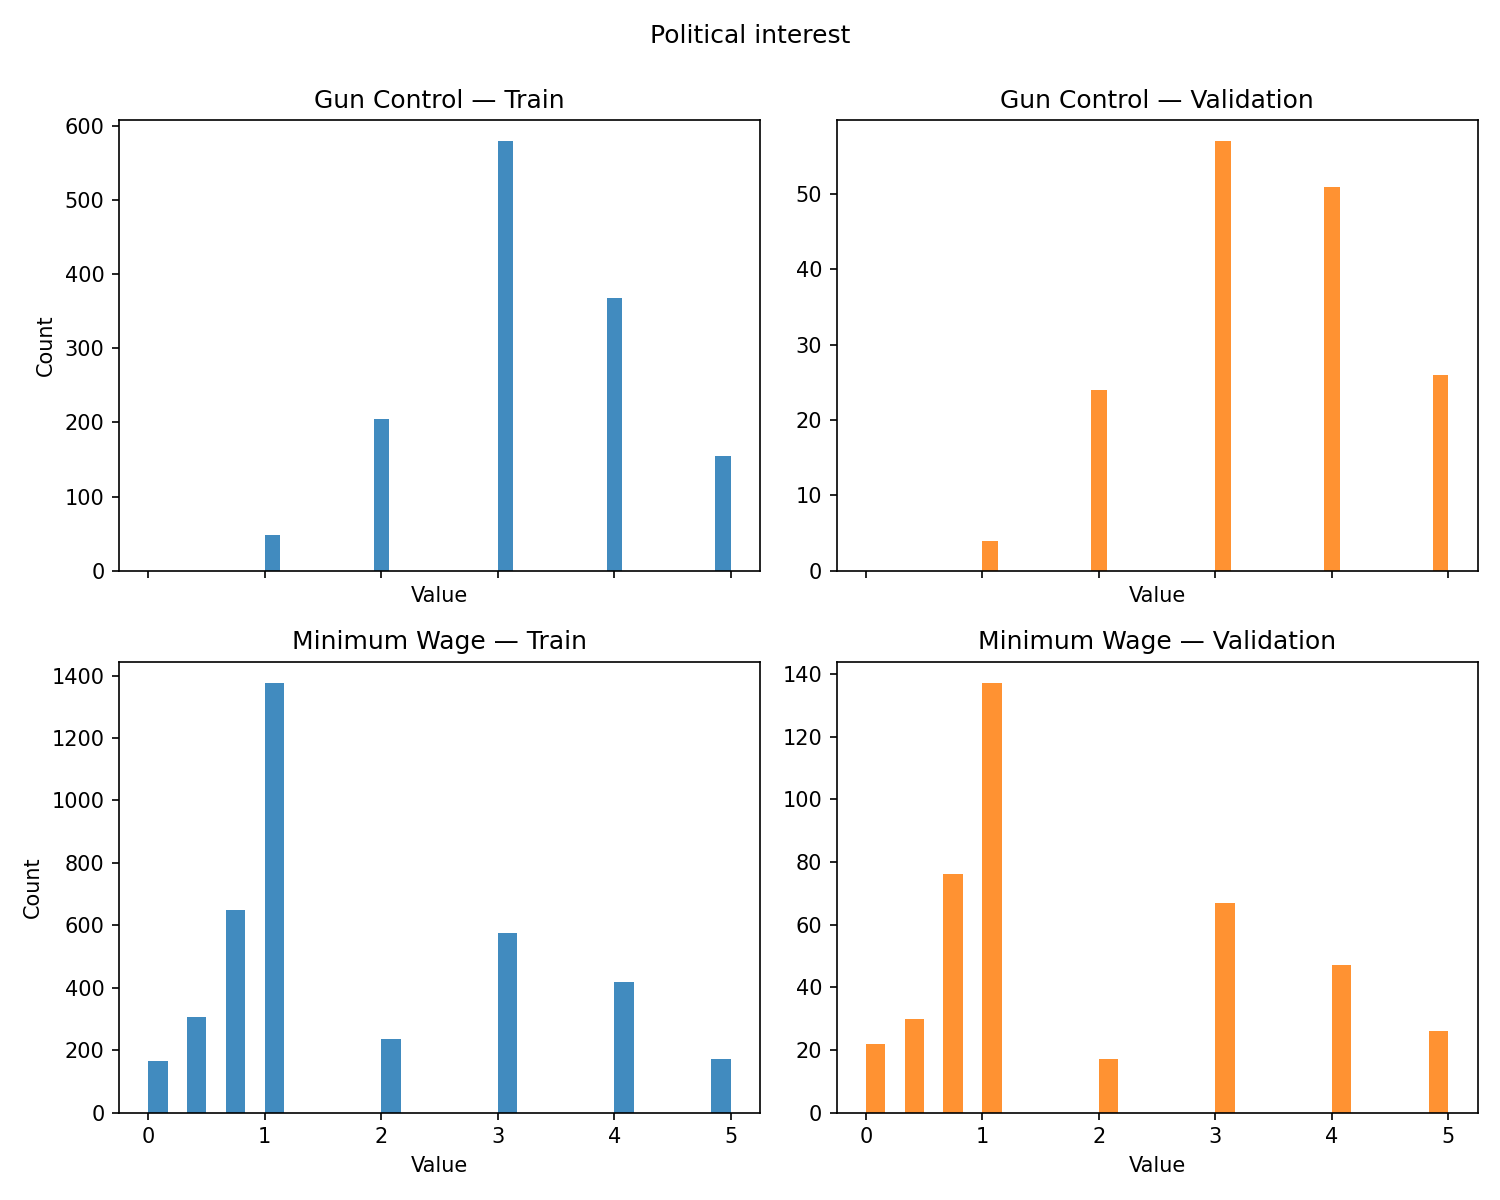 Political interest
Gun Control — Train
600
500
400
300
200
100
0
Count
Value
Gun Control — Validation
50
40
30
20
10
0
Value
Minimum Wage — Train
1400
1200
1000
800
600
400
200
0
Count
0 1 2 3 4 5
Value
Minimum Wage — Validation
140
120
100
80
60
40
20
0
0 1 2 3 4 5
Value